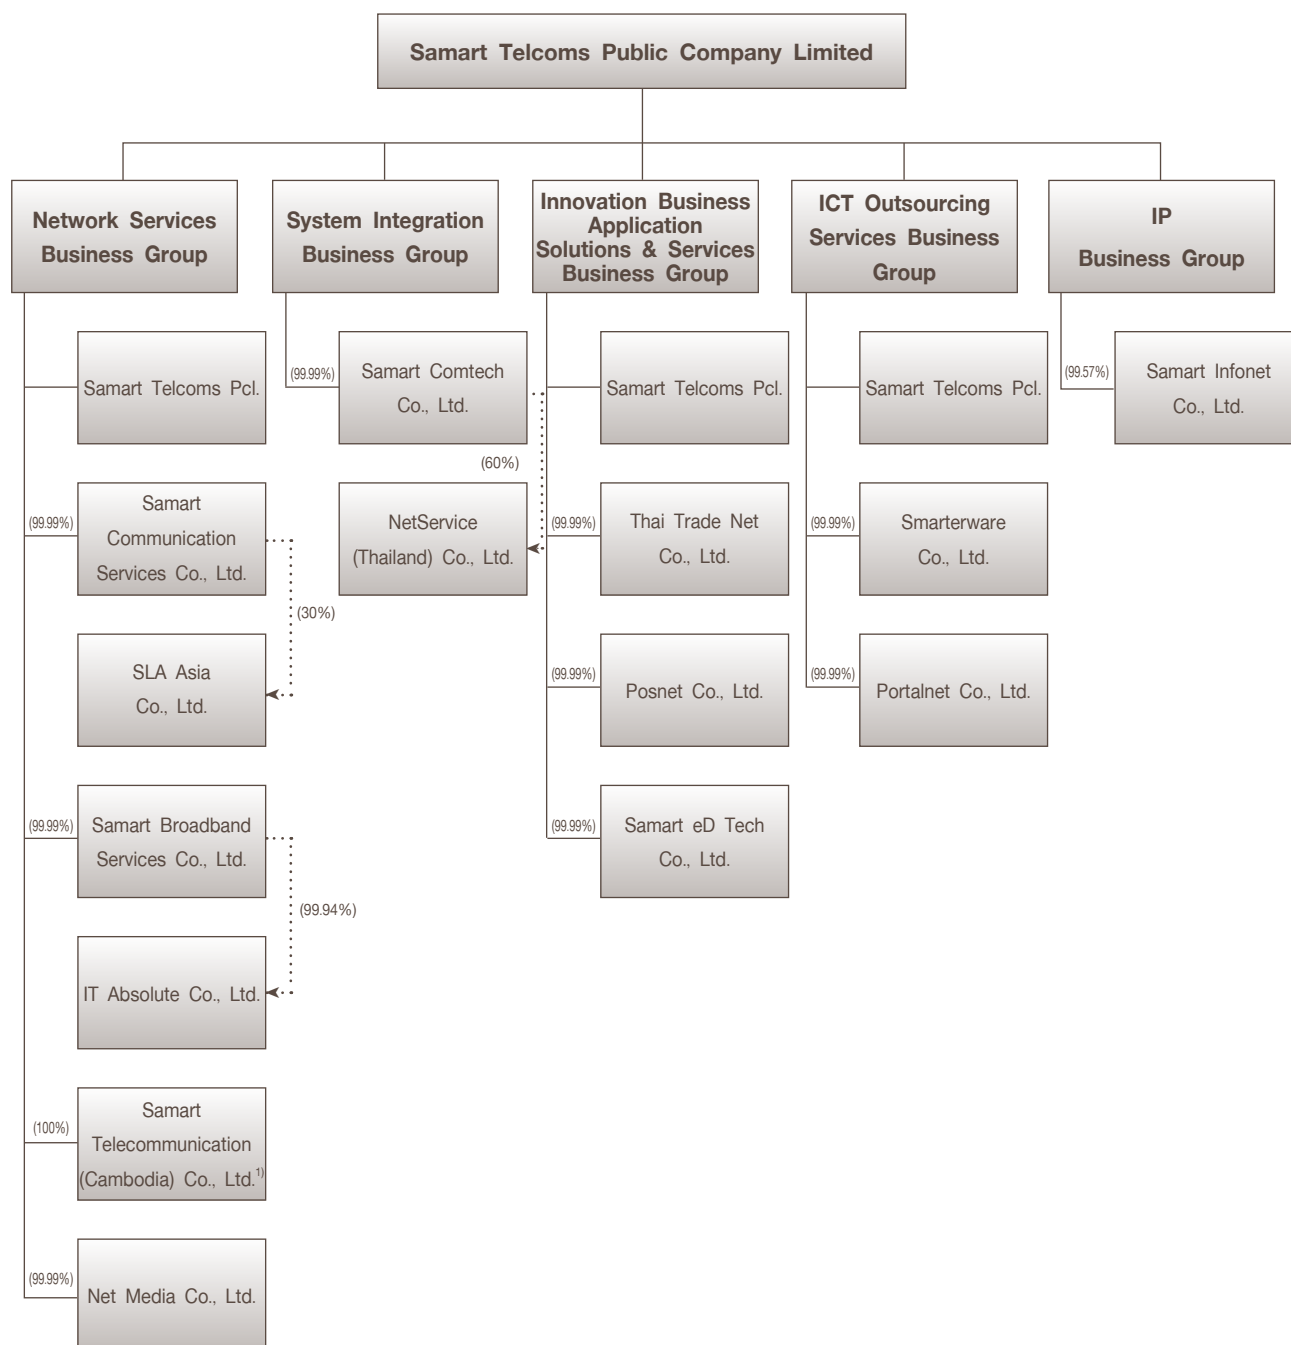 Samart Telcoms Public Company Limited
Network Services
Business Group
System Integration
Business Group
Innovation Business
Application
Solutions & Services
Business Group
ICT Outsourcing
Services Business
Group
IP
Business Group
Samart Telcoms Pcl.
(99.99%)
Samart Comtech
Co., Ltd.
Samart Telcoms Pcl.
Samart Telcoms Pcl.
(99.57%)
Samart Infonet
Co., Ltd.
(60%)
(99.99%)
Samart
Communication
Services Co., Ltd.
NetService
(Thailand) Co., Ltd.
(99.99%)
Thai Trade Net
Co., Ltd.
(99.99%)
Smarterware
Co., Ltd.
(30%)
SLA Asia
Co., Ltd.
(99.99%)
Posnet Co., Ltd.
(99.99%)
Portalnet Co., Ltd.
(99.99%)
Samart Broadband
Services Co., Ltd.
(99.99%)
Samart eD Tech
Co., Ltd.
(99.94%)
IT Absolute Co., Ltd.
(100%)
Samart
Telecommunication
(Cambodia) Co., Ltd.1)
(99.99%)
Net Media Co., Ltd.